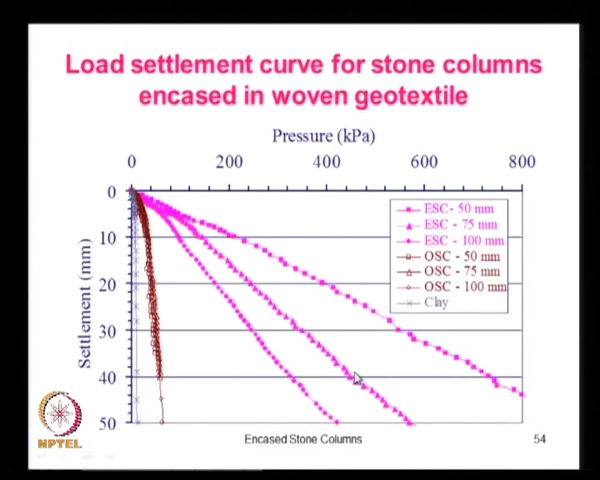 Load settlement curve for stone columns
encased in woven geotextile
Pressure (kPa)
0 200 400 600 800
Settlement (mm)
0
10
20
30
40
50
ESC- 50 mm
ESC - 75 mm
ESC - 100 mm
OSC - 50 mm
OSC - 75 mm
OSC - 100 mm
Clay
NPTEL
Encased Stone Columns
54